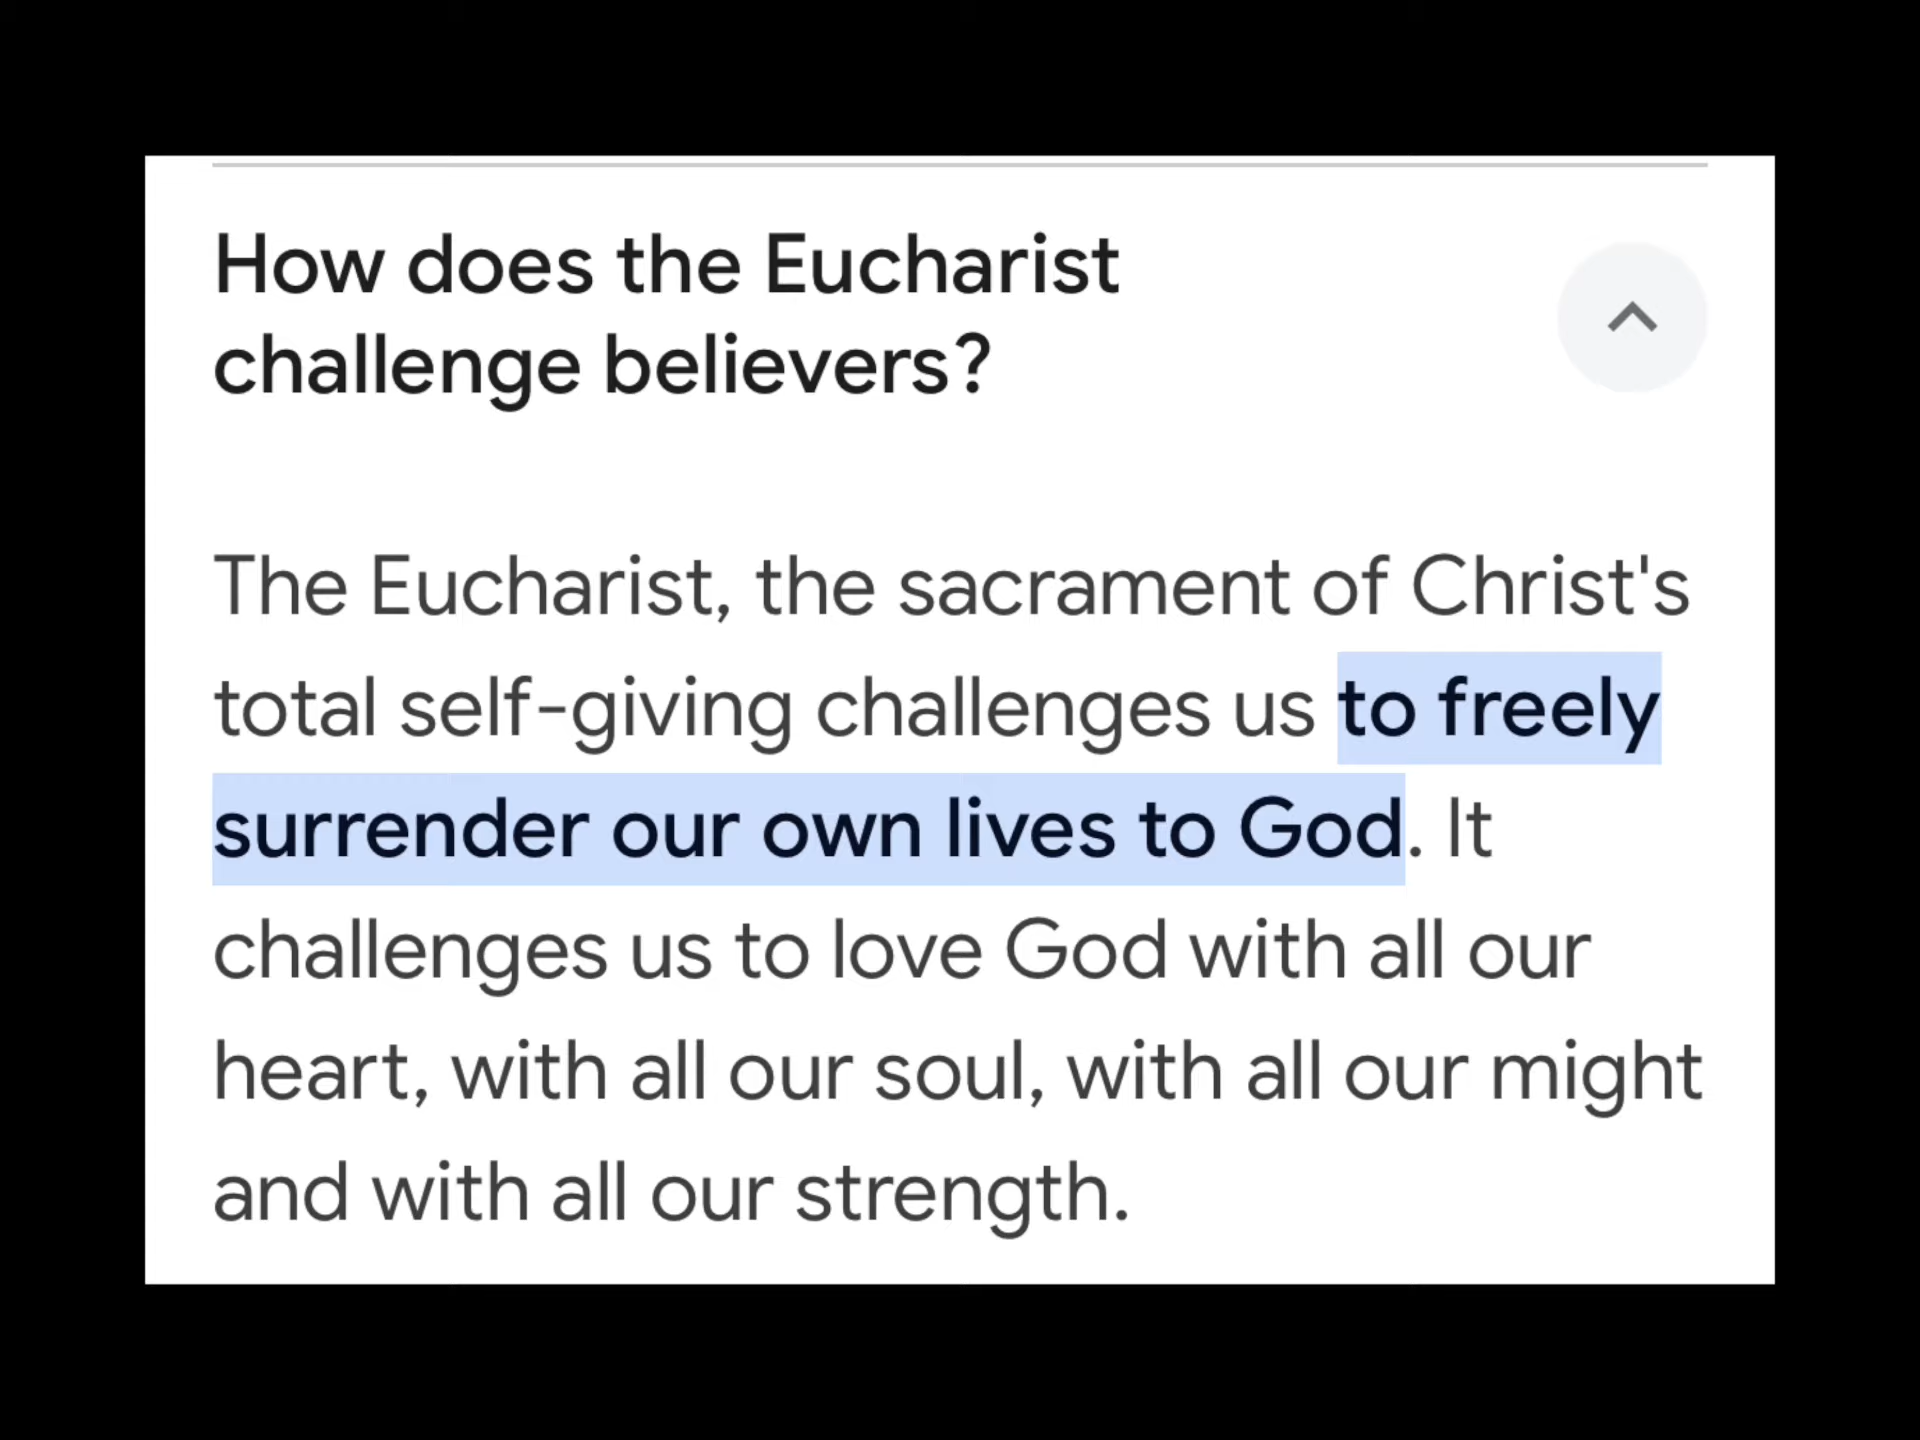 How does the Eucharist
challenge believers?
The Eucharist, the sacrament of Christ's
total self-giving challenges us to freely
surrender our own lives to God. It
challenges us to love God with all our
heart, with all our soul, with all our might
and with all our strength.